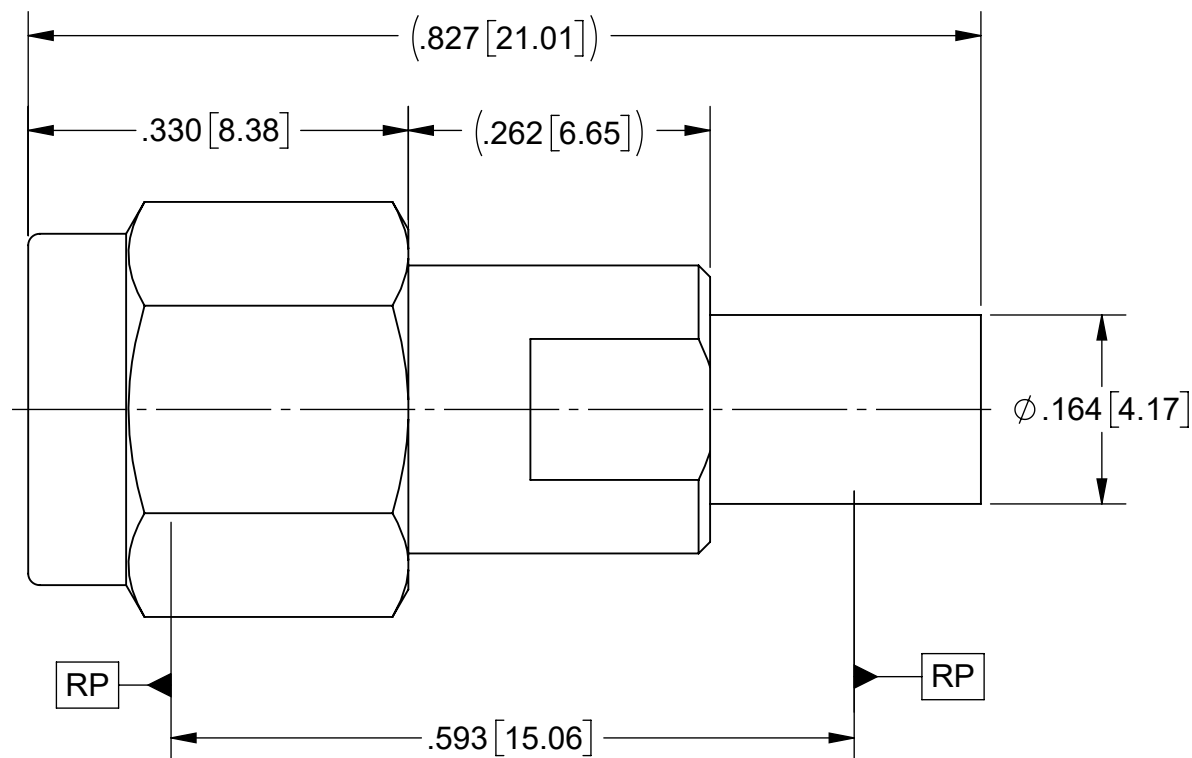 (.827[21.01])
.330[8.38]
(.262[6.65])
∅.164[4.17]
RP
RP
.593[15.06]